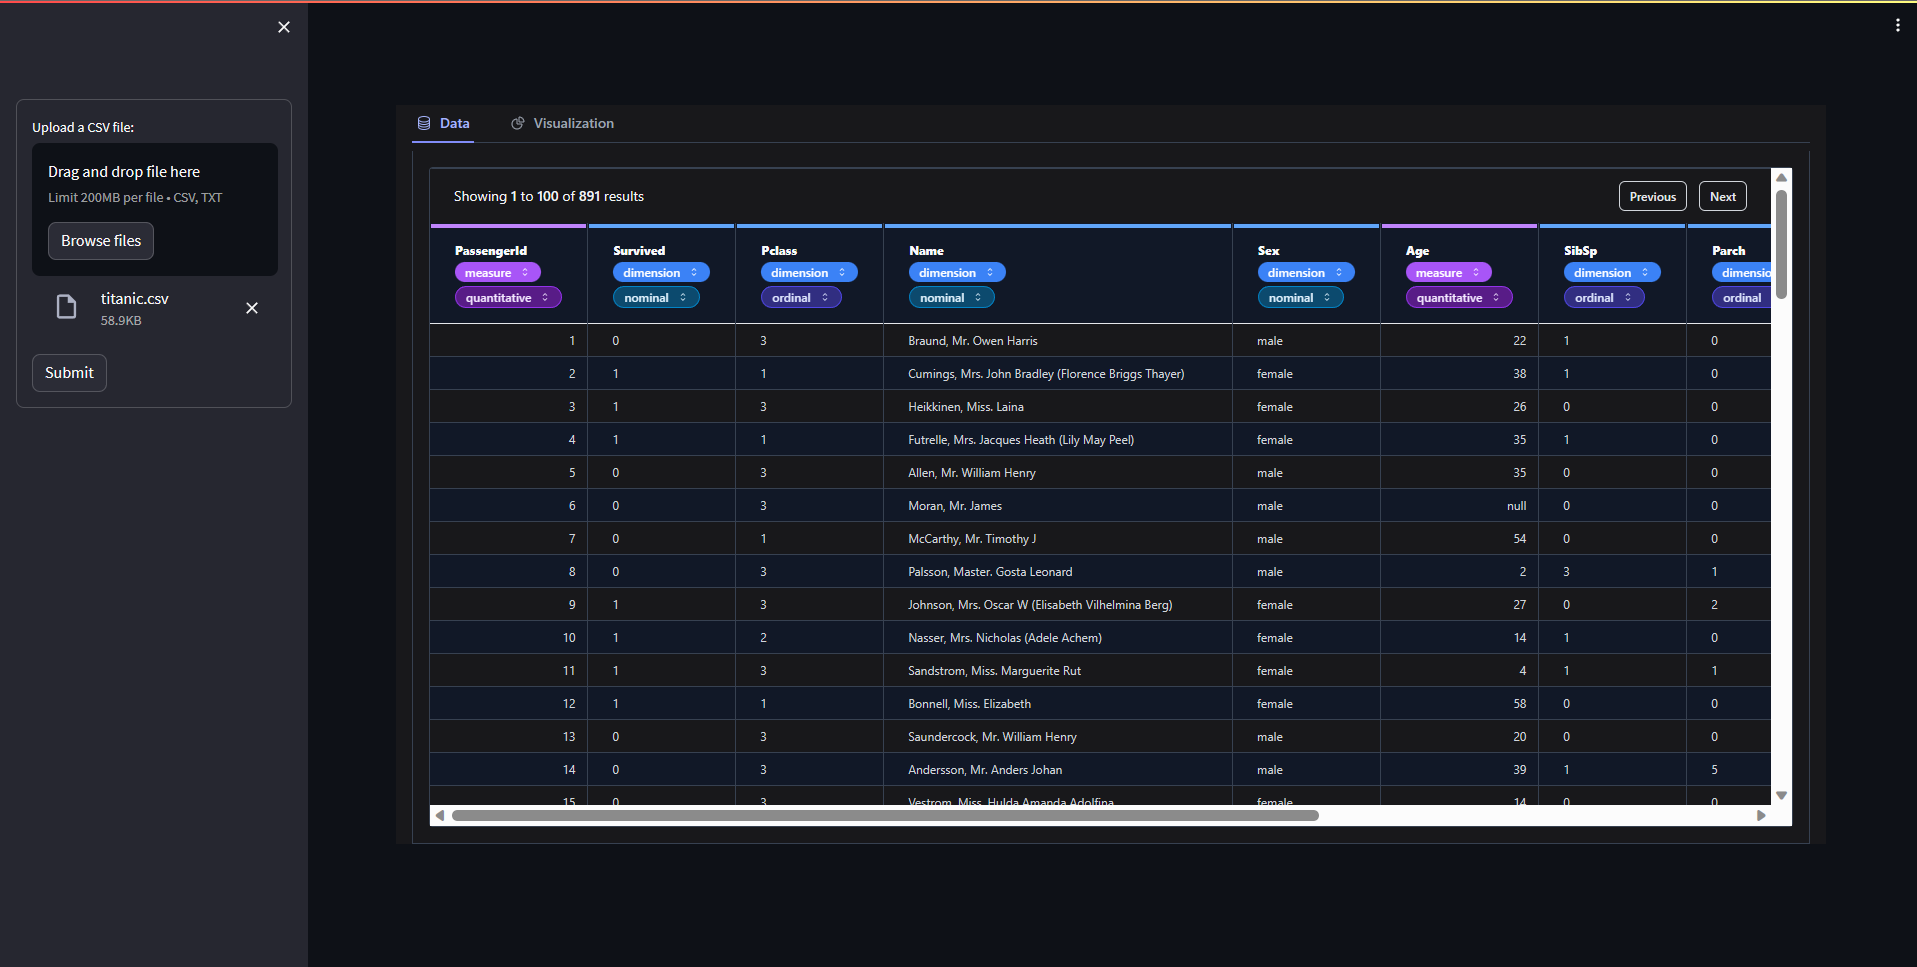 Upload a CSV file:
Drag and drop file here
Limit 200MB per file • CSV, TXT
Browse files
titanic.csv
58.9KB
Submit
Data Visualization
Showing 1 to 100 of 891 results Previous Next
PassengerId Survived Pclass Name Sex Age SibSp Parch
measure dimension dimension dimension dimension measure dimension dimensio
quantitative nominal ordinal nominal nominal quantitative ordinal ordinal
1 0 3 Braund, Mr. Owen Harris male 22 1 0
2 1 1 Cumings, Mrs. John Bradley (Florence Briggs Thayer) female 38 1 0
3 1 3 Heikkinen, Miss. Laina female 26 0 0
4 1 1 Futrelle, Mrs. Jacques Heath (Lily May Peel) female 35 1 0
5 0 3 Allen, Mr. William Henry male 35 0 0
6 0 3 Moran, Mr. James male null 0 0
7 0 1 McCarthy, Mr. Timothy J male 54 0 0
8 0 3 Palsson, Master. Gosta Leonard male 2 3 1
9 1 3 Johnson, Mrs. Oscar W (Elisabeth Vilhelmina Berg) female 27 0 2
10 1 2 Nasser, Mrs. Nicholas (Adele Achem) female 14 1 0
11 1 3 Sandstrom, Miss. Marguerite Rut female 4 1 1
12 1 1 Bonnell, Miss. Elizabeth female 58 0 0
13 0 3 Saundercock, Mr. William Henry male 20 0 0
14 0 3 Andersson, Mr. Anders Johan male 39 1 5
15 0 3 Vestrom, Miss. Hulda Amanda Adolfina female 14 0 0